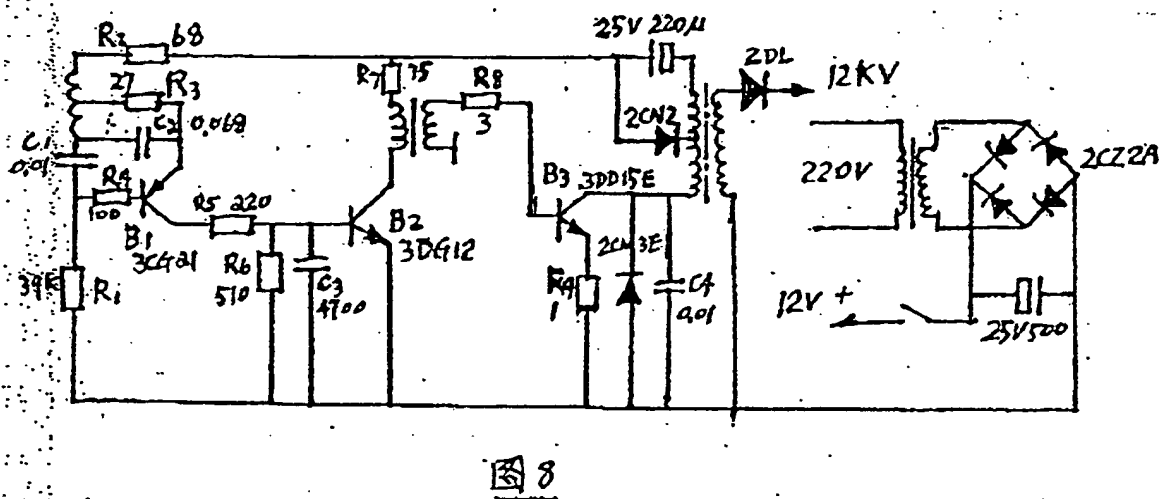 R2 68
25V 220μ
2DL
12KV
27 R3
R7 75
R8
3
C2 0.068
2CN2
C1
0.01
R4
100
B1
3CG21
R5 220
B2
3DG12
B3 3DD15E
220V
2CZ2A
39K R1
R6
510
C3
4700
1
C4
0.01
12V +
25V500
图 8